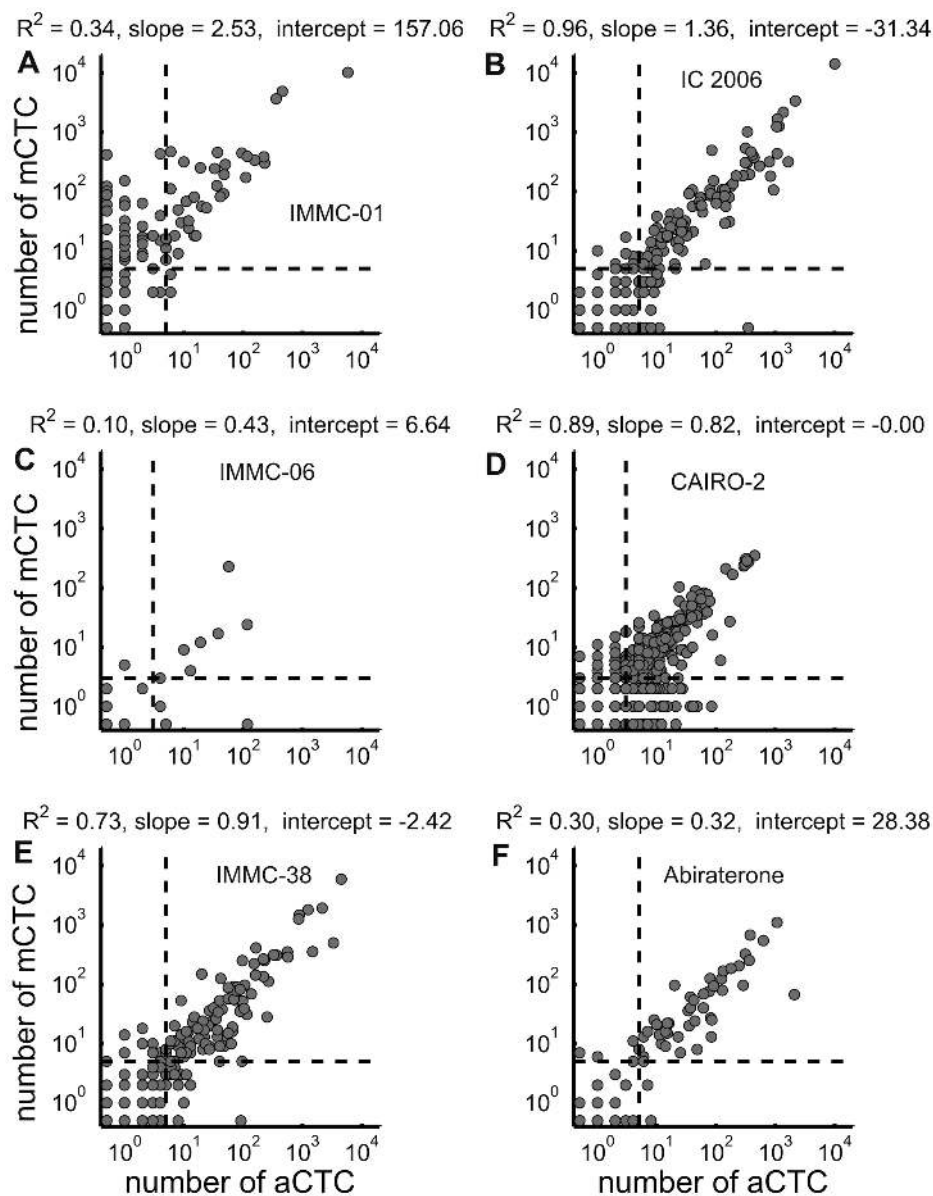 R² = 0.34, slope = 2.53, intercept = 157.06
A
10⁴
10³
10²
10¹
10⁰
number of mCTC
IMMC-01
10⁰ 10¹ 10² 10³ 10⁴
R² = 0.96, slope = 1.36, intercept = -31.34
B
10⁴
10³
10²
10¹
10⁰
IC 2006
10⁰ 10¹ 10² 10³ 10⁴
R² = 0.10, slope = 0.43, intercept = 6.64
C
10⁴
10³
10²
10¹
10⁰
number of mCTC
IMMC-06
10⁰ 10¹ 10² 10³ 10⁴
R² = 0.89, slope = 0.82, intercept = -0.00
D
10⁴
10³
10²
10¹
10⁰
CAIRO-2
10⁰ 10¹ 10² 10³ 10⁴
R² = 0.73, slope = 0.91, intercept = -2.42
E
10⁴
10³
10²
10¹
10⁰
number of mCTC
IMMC-38
10⁰ 10¹ 10² 10³ 10⁴
number of aCTC
R² = 0.30, slope = 0.32, intercept = 28.38
F
10⁴
10³
10²
10¹
10⁰
Abiraterone
10⁰ 10¹ 10² 10³ 10⁴
number of aCTC